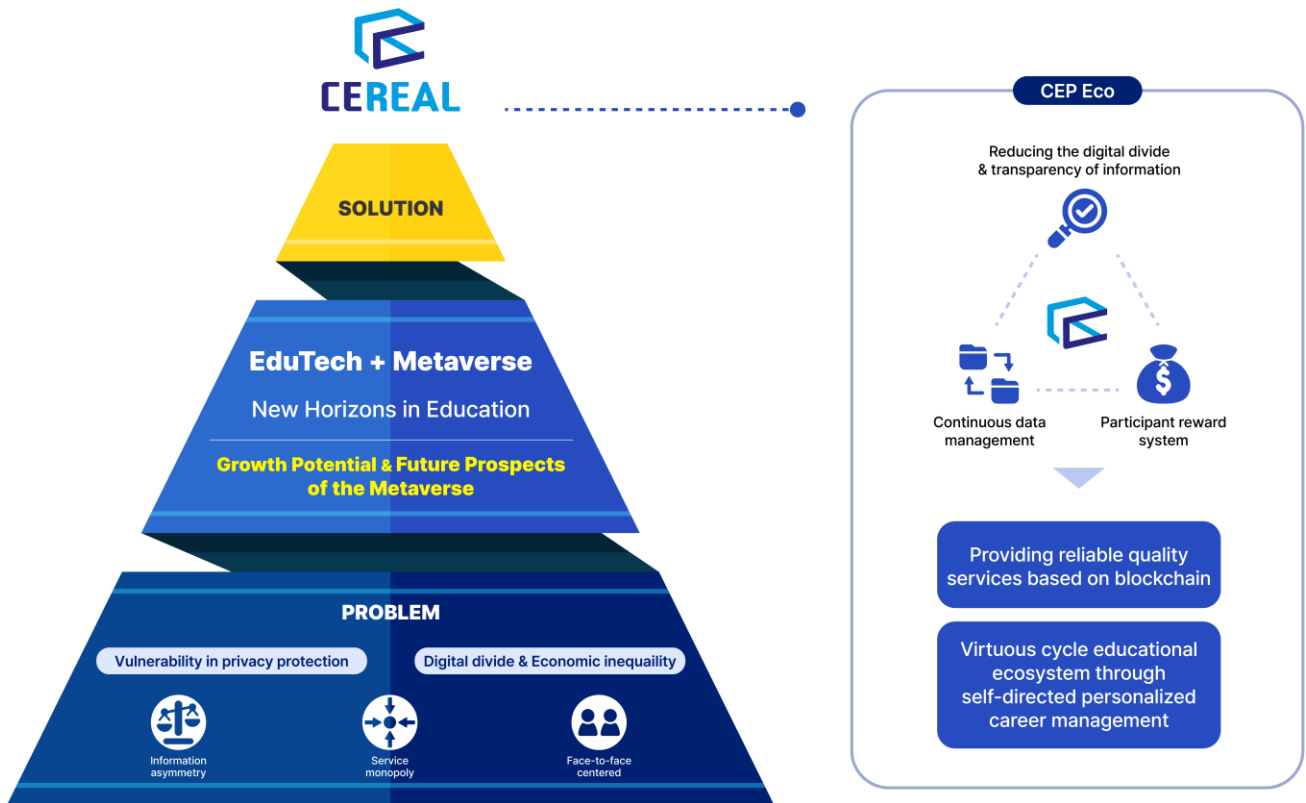 CEREAL
SOLUTION
EduTech + Metaverse
New Horizons in Education
Growth Potential & Future Prospects
of the Metaverse
PROBLEM
Vulnerability in privacy protection
Digital divide & Economic inequaility
Information
asymmetry
Service
monopoly
Face-to-face
centered
CEP Eco
Reducing the digital divide
& transparency of information
Continuous data
management
$
Participant reward
system
Providing reliable quality
services based on blockchain
Virtuous cycle educational
ecosystem through
self-directed personalized
career management